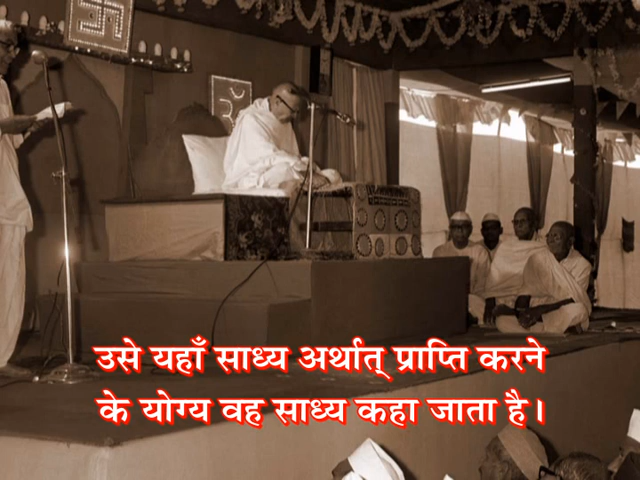 ॐ
उसे यहाँ साध्य अर्थात् प्राप्ति करने
के योग्य वह साध्य कहा जाता है।